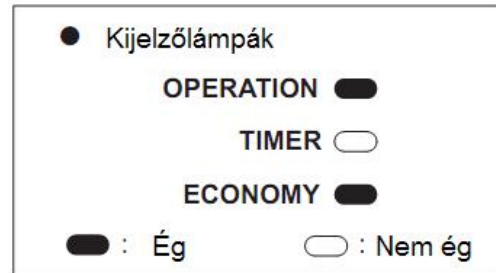 ● Kijelzőlámpák
OPERATION
TIMER
ECONOMY
: Ég : Nem ég